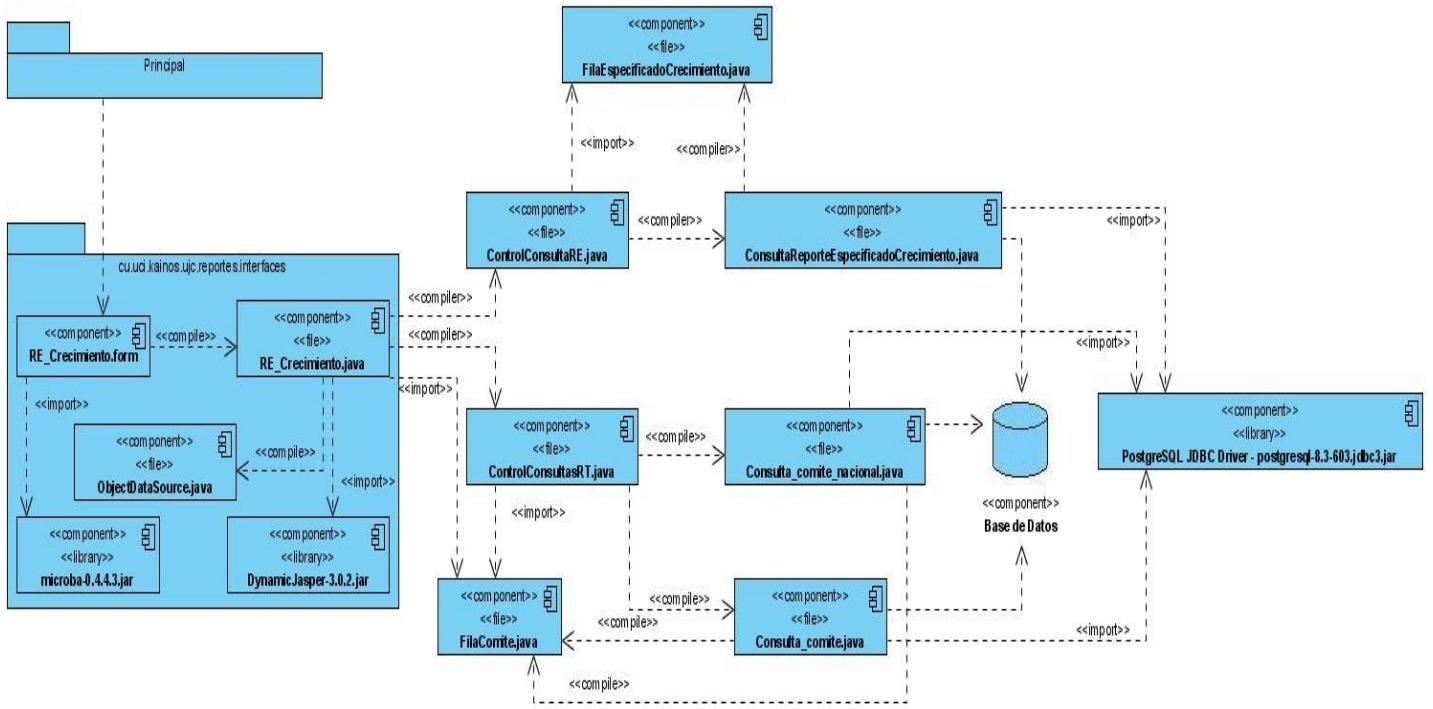 <<component>>
<<file>>
FilaEspecificadoCrecimiento.java
Principal
<<import>>
<<compiler>>
<<component>>
<<file>>
ControlConsultaRE.java
<<compiler>>
<<component>>
<<file>>
ConsultaReporteEspecificadoCrecimiento.java
<<import>>
cu.uci.kainos.ujc.reportes.interfaces
<<component>>
RE_Crecimiento.form
<<compile>>
<<component>>
<<file>>
RE_Crecimiento.java
<<compiler>>
<<compiler>>
<<import>>
<<import>>
<<component>>
<<file>>
ObjectDataSource.java
<<compile>>
<<import>>
<<component>>
<<library>>
microba-0.4.4.3.jar
<<component>>
<<library>>
DynamicJasper-3.0.2.jar
<<component>>
<<file>>
ControlConsultasRT.java
<<compile>>
<<component>>
<<file>>
Consulta_comite_nacional.java
<<import>>
<<component>>
Base de Datos
<<component>>
<<library>>
PostgreSQL JDBC Driver - postgresql-8.3-603.jdbc3.jar
<<import>>
<<component>>
<<file>>
FilaComite.java
<<compile>>
<<compile>>
<<component>>
<<file>>
Consulta_comite.java
<<import>>
<<compile>>